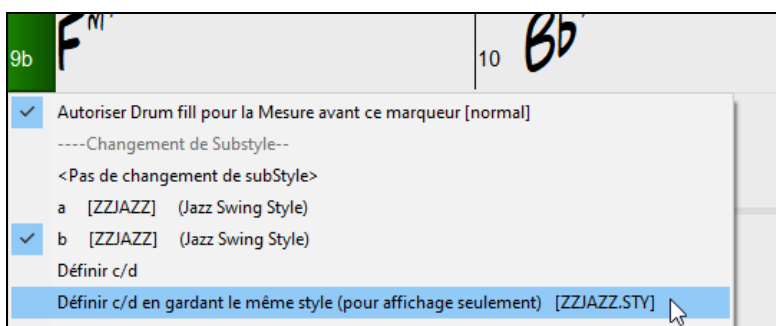 9b F 10 Bb
Autoriser Drum fill pour la Mesure avant ce marqueur [normal]
----Changement de Substyle--
<Pas de changement de subStyle>
a [ZZJAZZ] (Jazz Swing Style)
b [ZZJAZZ] (Jazz Swing Style)
Définir c/d
Définir c/d en gardant le même style (pour affichage seulement) [ZZJAZZ.STY]